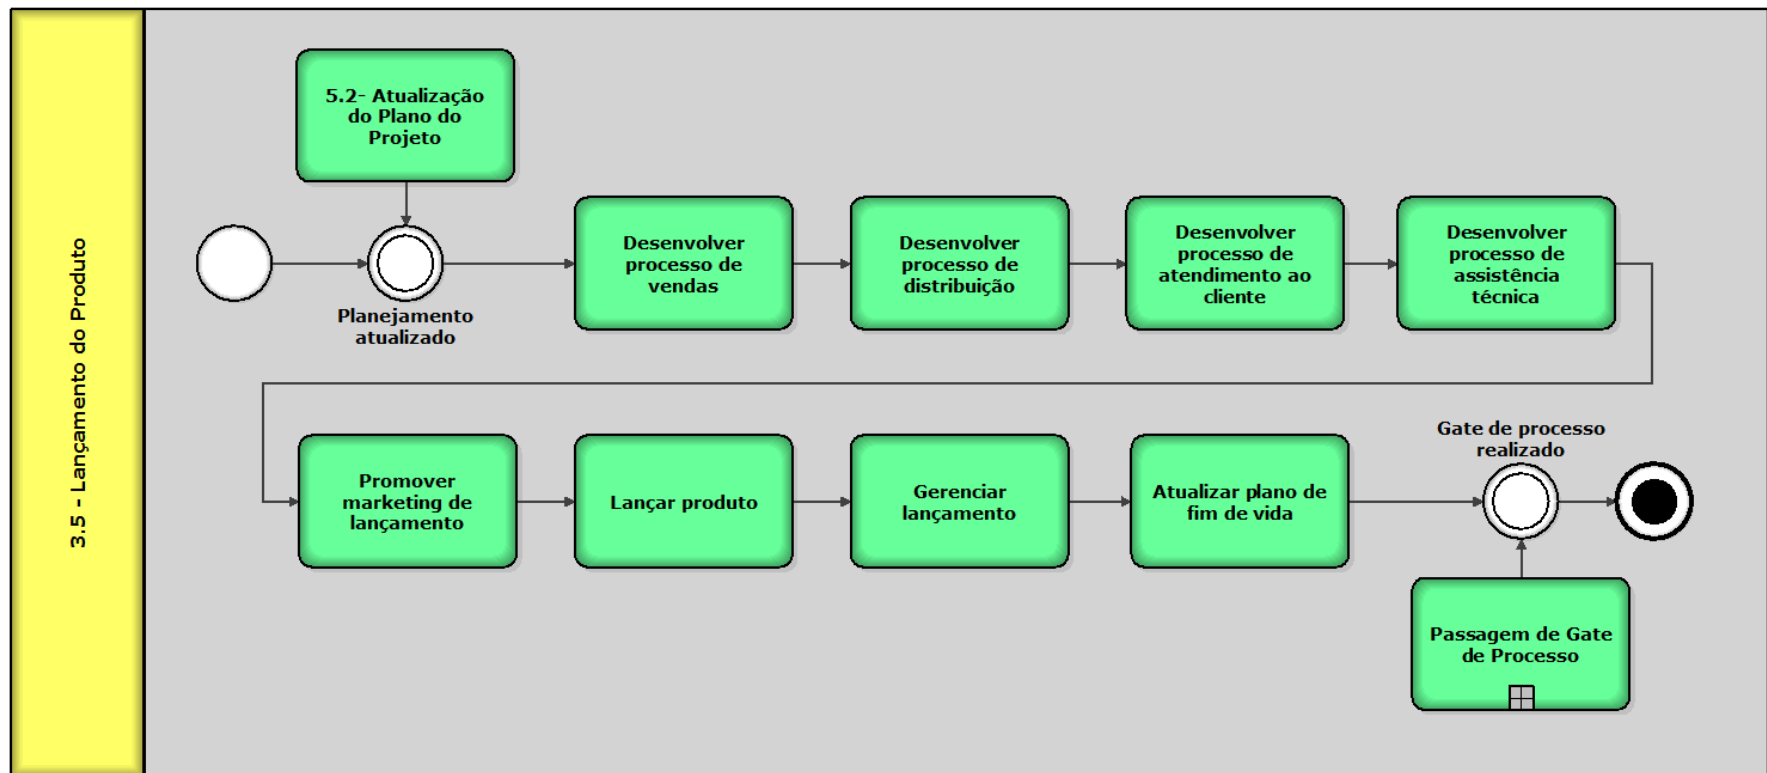 3.5 - Lançamento do Produto
5.2- Atualização
do Plano do
Projeto
Planejamento
atualizado
Desenvolver
processo de
vendas
Desenvolver
processo de
distribuição
Desenvolver
processo de
atendimento ao
cliente
Desenvolver
processo de
assistência
técnica
Promover
marketing de
lançamento
Lançar produto
Gerenciar
lançamento
Atualizar plano de
fim de vida
Gate de processo
realizado
Passagem de Gate
de Processo